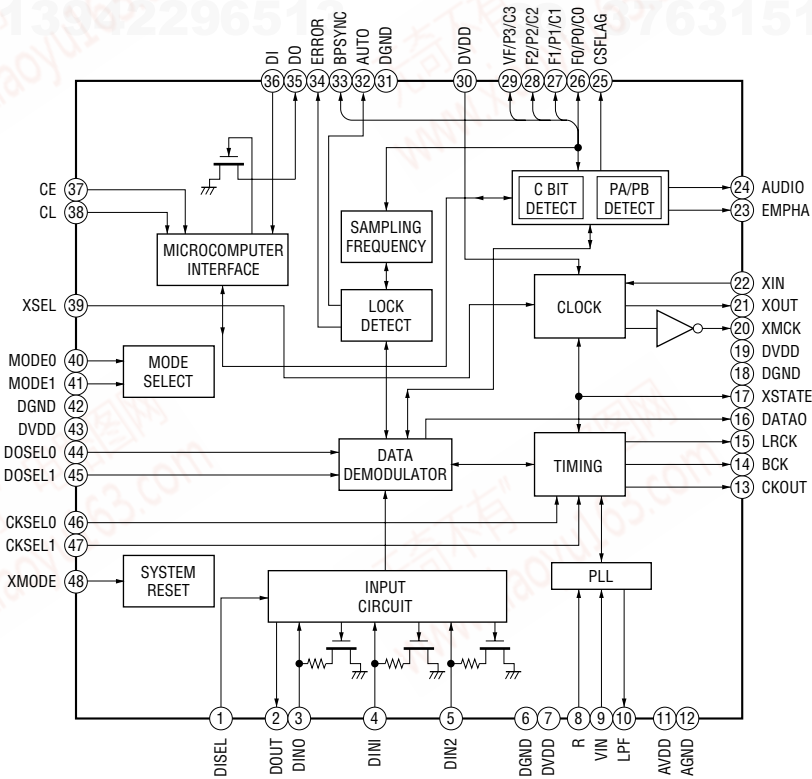 36
35
34
33
32
31
30
29
28
27
26
25
DI
DO
ERROR
BPSYNC
AUTO
DGND
DVDD
VF/P3/C3
F2/P2/C2
F1/P1/C1
F0/P0/C0
CSFLAG
CE 37
CL 38
XSEL 39
MODE0 40
MODE1 41
DGND 42
DVDD 43
DOSEL0 44
DOSEL1 45
CKSEL0 46
CKSEL1 47
XMODE 48
MICROCOMPUTER
INTERFACE
MODE
SELECT
SYSTEM
RESET
SAMPLING
FREQUENCY
LOCK
DETECT
DATA
DEMODULATOR
INPUT
CIRCUIT
C BIT
DETECT
PA/PB
DETECT
CLOCK
TIMING
PLL
24 AUDIO
23 EMPHA
22 XIN
21 XOUT
20 XMCK
19 DVDD
18 DGND
17 XSTATE
16 DATAO
15 LRCK
14 BCK
13 CKOUT
1
2
3
4
5
6
7
8
9
10
11
12
DISEL
DOUT
DINO
DINI
DIN2
DGND
DVDD
R
VIN
LPF
AVDD
AGND